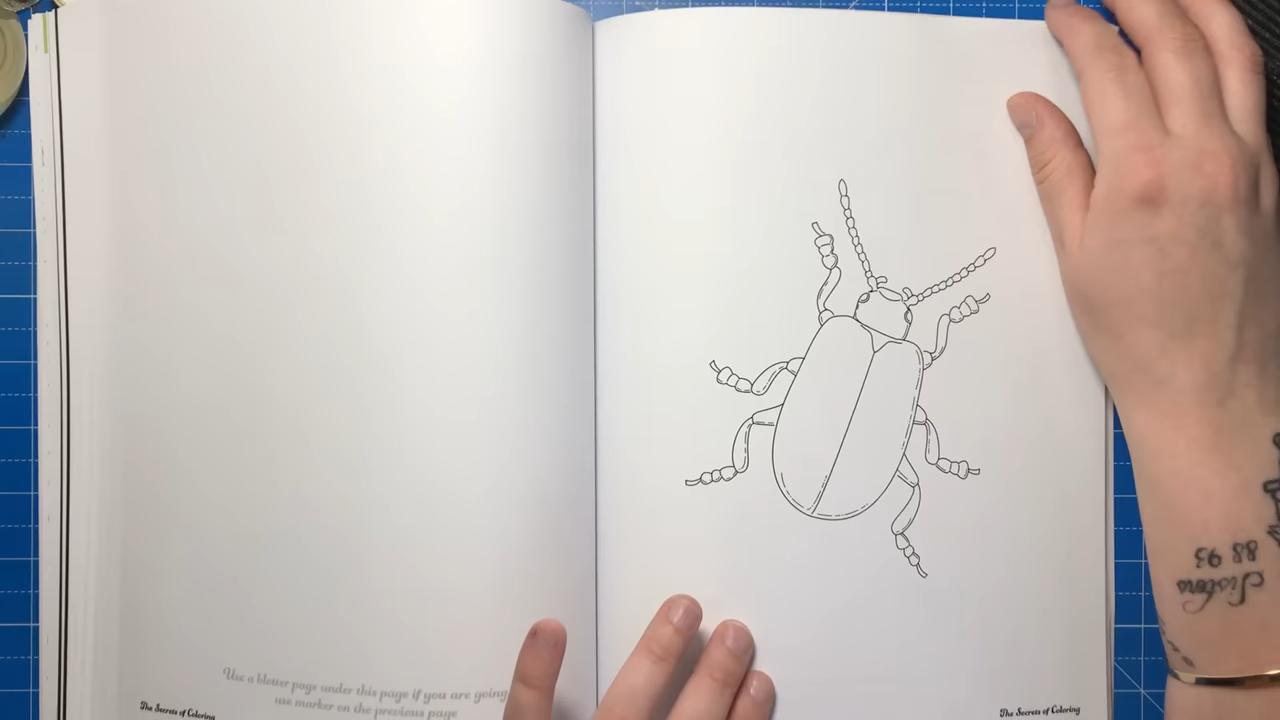 Use a blotter page under this page if you are going
use marker on the previous page
The Secrets of Coloring
The Secrets of Coloring
Sisters
88 93